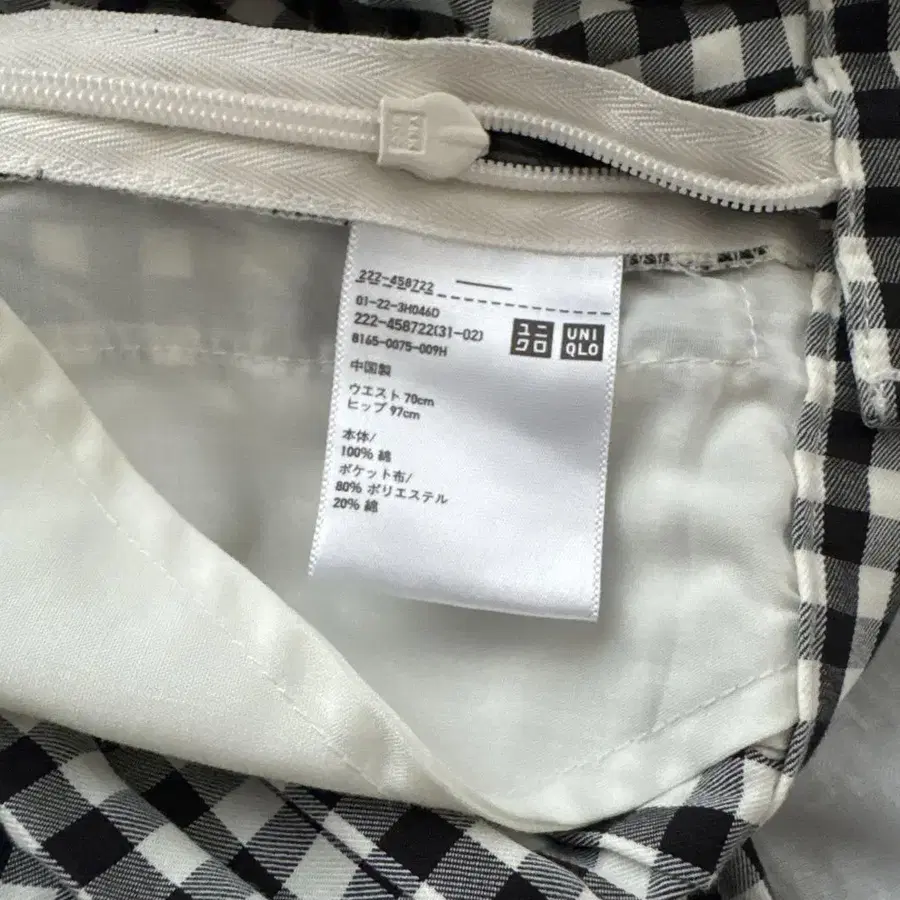 222-458722
01-22-3H046D
222-458722(31-02)
8165-0075-009H
ユニ
クロ
UNI
QLO
中国製
ウエスト 70cm
ヒップ 97cm
本体/
100% 綿
ポケット布/
80% ポリエステル
20% 綿